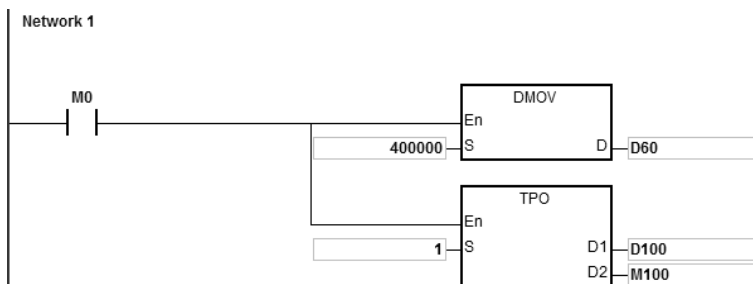 Network 1
M0
DMOV
En
400000 S D D60
TPO
En
1 S D1 D100
D2 M100